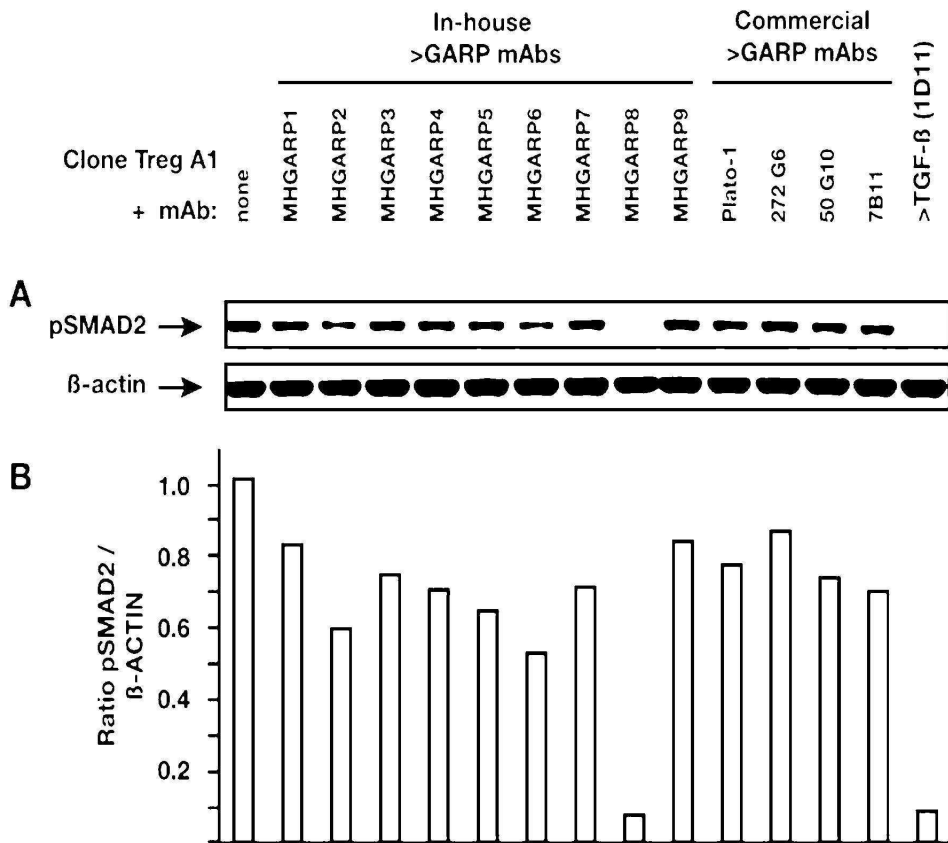 In-house
>GARP mAbs
Commercial
>GARP mAbs
Clone Treg A1
+ mAb:
none
MHGARP1
MHGARP2
MHGARP3
MHGARP4
MHGARP5
MHGARP6
MHGARP7
MHGARP8
MHGARP9
Plato-1
272 G6
50 G10
7B11
>TGF-ß (1D11)
A
pSMAD2
ß-actin
B
Ratio pSMAD2 /
ß-ACTIN
1.0
0.8
0.6
0.4
0.2